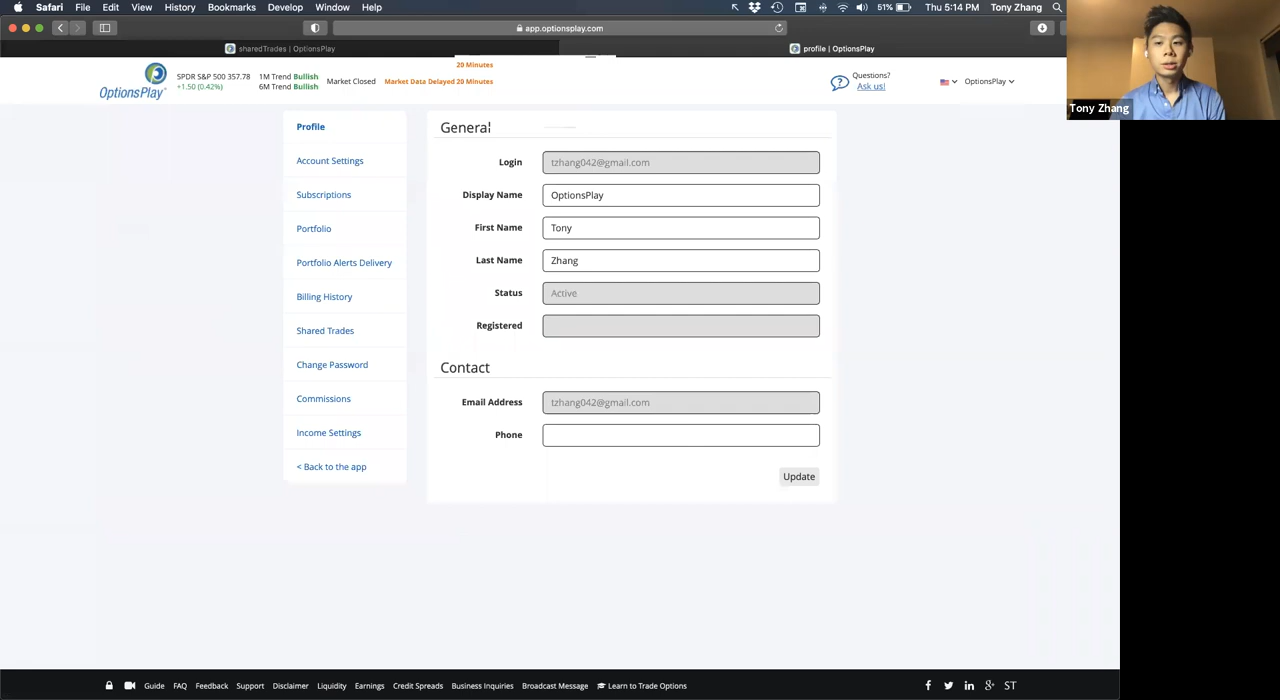 Safari File Edit View History Bookmarks Develop Window Help 51% Thu 5:14 PM Tony Zhang
app.optionsplay.com
sharedTrades | OptionsPlay profile | OptionsPlay
20 Minutes
OptionsPlay
SPDR S&P 500 357.78
+1.50 (0.42%)
1M Trend Bullish
6M Trend Bullish
Market Closed
Market Data Delayed 20 Minutes
Questions?
Ask us!
OptionsPlay
Tony Zhang
Profile
Account Settings
Subscriptions
Portfolio
Portfolio Alerts Delivery
Billing History
Shared Trades
Change Password
Commissions
Income Settings
< Back to the app
General
Login tzhang042@gmail.com
Display Name OptionsPlay
First Name Tony
Last Name Zhang
Status Active
Registered
Contact
Email Address tzhang042@gmail.com
Phone
Update
Guide FAQ Feedback Support Disclaimer Liquidity Earnings Credit Spreads Business Inquiries Broadcast Message Learn to Trade Options
f in g+ ST